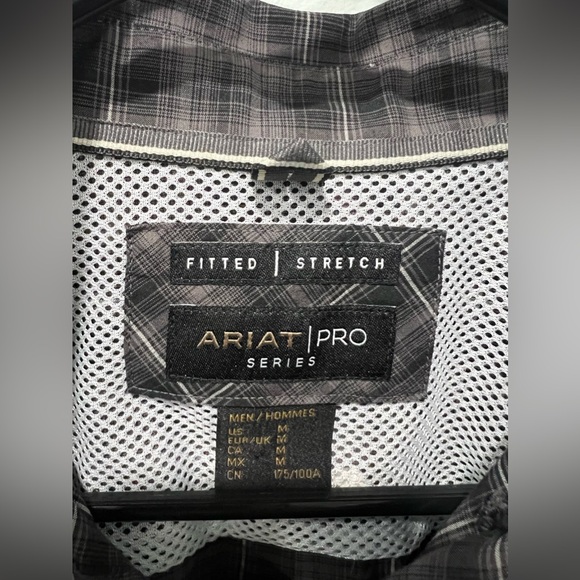 FITTED | STRETCH
ARIAT | PRO
SERIES
MEN / HOMMES
US M
EUR/UK M
CA M
MX M
CN 175/100A